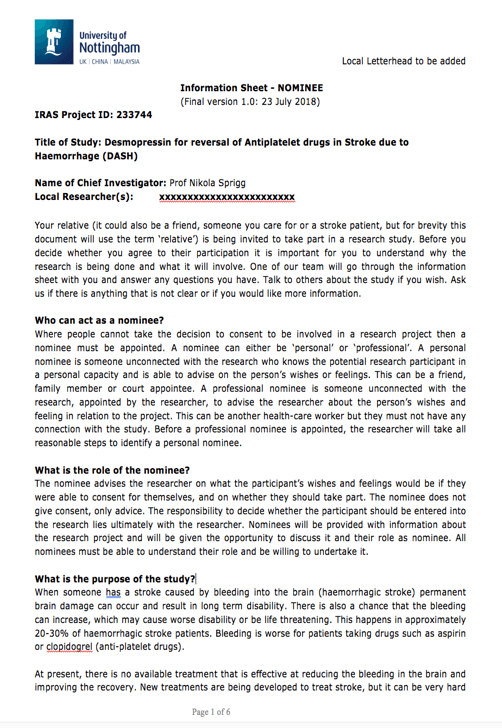 University of
Nottingham
UK | CHINA | MALAYSIA
Local Letterhead to be added
Information Sheet - NOMINEE
(Final version 1.0: 23 July 2018)
IRAS Project ID: 233744
Title of Study: Desmopressin for reversal of Antiplatelet drugs in Stroke due to
Haemorrhage (DASH)
Name of Chief Investigator: Prof Nikola Sprigg
Local Researcher(s): xxxxxxxxxxxxxxxxxxxxxxxx
Your relative (it could also be a friend, someone you care for or a stroke patient, but for brevity this
document will use the term ‘relative’) is being invited to take part in a research study. Before you
decide whether you agree to their participation it is important for you to understand why the
research is being done and what it will involve. One of our team will go through the information
sheet with you and answer any questions you have. Talk to others about the study if you wish. Ask
us if there is anything that is not clear or if you would like more information.
Who can act as a nominee?
Where people cannot take the decision to consent to be involved in a research project then a
nominee must be appointed. A nominee can either be ‘personal’ or ‘professional’. A personal
nominee is someone unconnected with the research who knows the potential research participant in
a personal capacity and is able to advise on the person’s wishes or feelings. This can be a friend,
family member or court appointee. A professional nominee is someone unconnected with the
research, appointed by the researcher, to advise the researcher about the person’s wishes and
feeling in relation to the project. This can be another health-care worker but they must not have any
connection with the study. Before a professional nominee is appointed, the researcher will take all
reasonable steps to identify a personal nominee.
What is the role of the nominee?
The nominee advises the researcher on what the participant’s wishes and feelings would be if they
were able to consent for themselves, and on whether they should take part. The nominee does not
give consent, only advice. The responsibility to decide whether the participant should be entered into
the research lies ultimately with the researcher. Nominees will be provided with information about
the research project and will be given the opportunity to discuss it and their role as nominee. All
nominees must be able to understand their role and be willing to undertake it.
What is the purpose of the study?
When someone has a stroke caused by bleeding into the brain (haemorrhagic stroke) permanent
brain damage can occur and result in long term disability. There is also a chance that the bleeding
can increase, which may cause worse disability or be life threatening. This happens in approximately
20-30% of haemorrhagic stroke patients. Bleeding is worse for patients taking drugs such as aspirin
or clopidogrel (anti-platelet drugs).
At present, there is no available treatment that is effective at reducing the bleeding in the brain and
improving the recovery. New treatments are being developed to treat stroke, but it can be very hard
Page 1 of 6